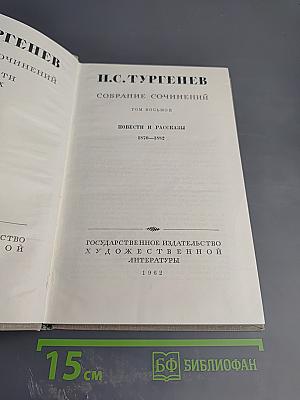 РГЕНЕВ
СОЧИНЕНИЙ
И.С. ТУРГЕНЕВ
СОБРАНИЕ СОЧИНЕНИЙ
ТОМ ВОСЬМОЙ
ПОВЕСТИ И РАССКАЗЫ
1870—1882
ГОСУДАРСТВЕННОЕ ИЗДАТЕЛЬСТВО
ХУДОЖЕСТВЕННОЙ
ЛИТЕРАТУРЫ
1962
15 см
БФ БИБЛИОФАН